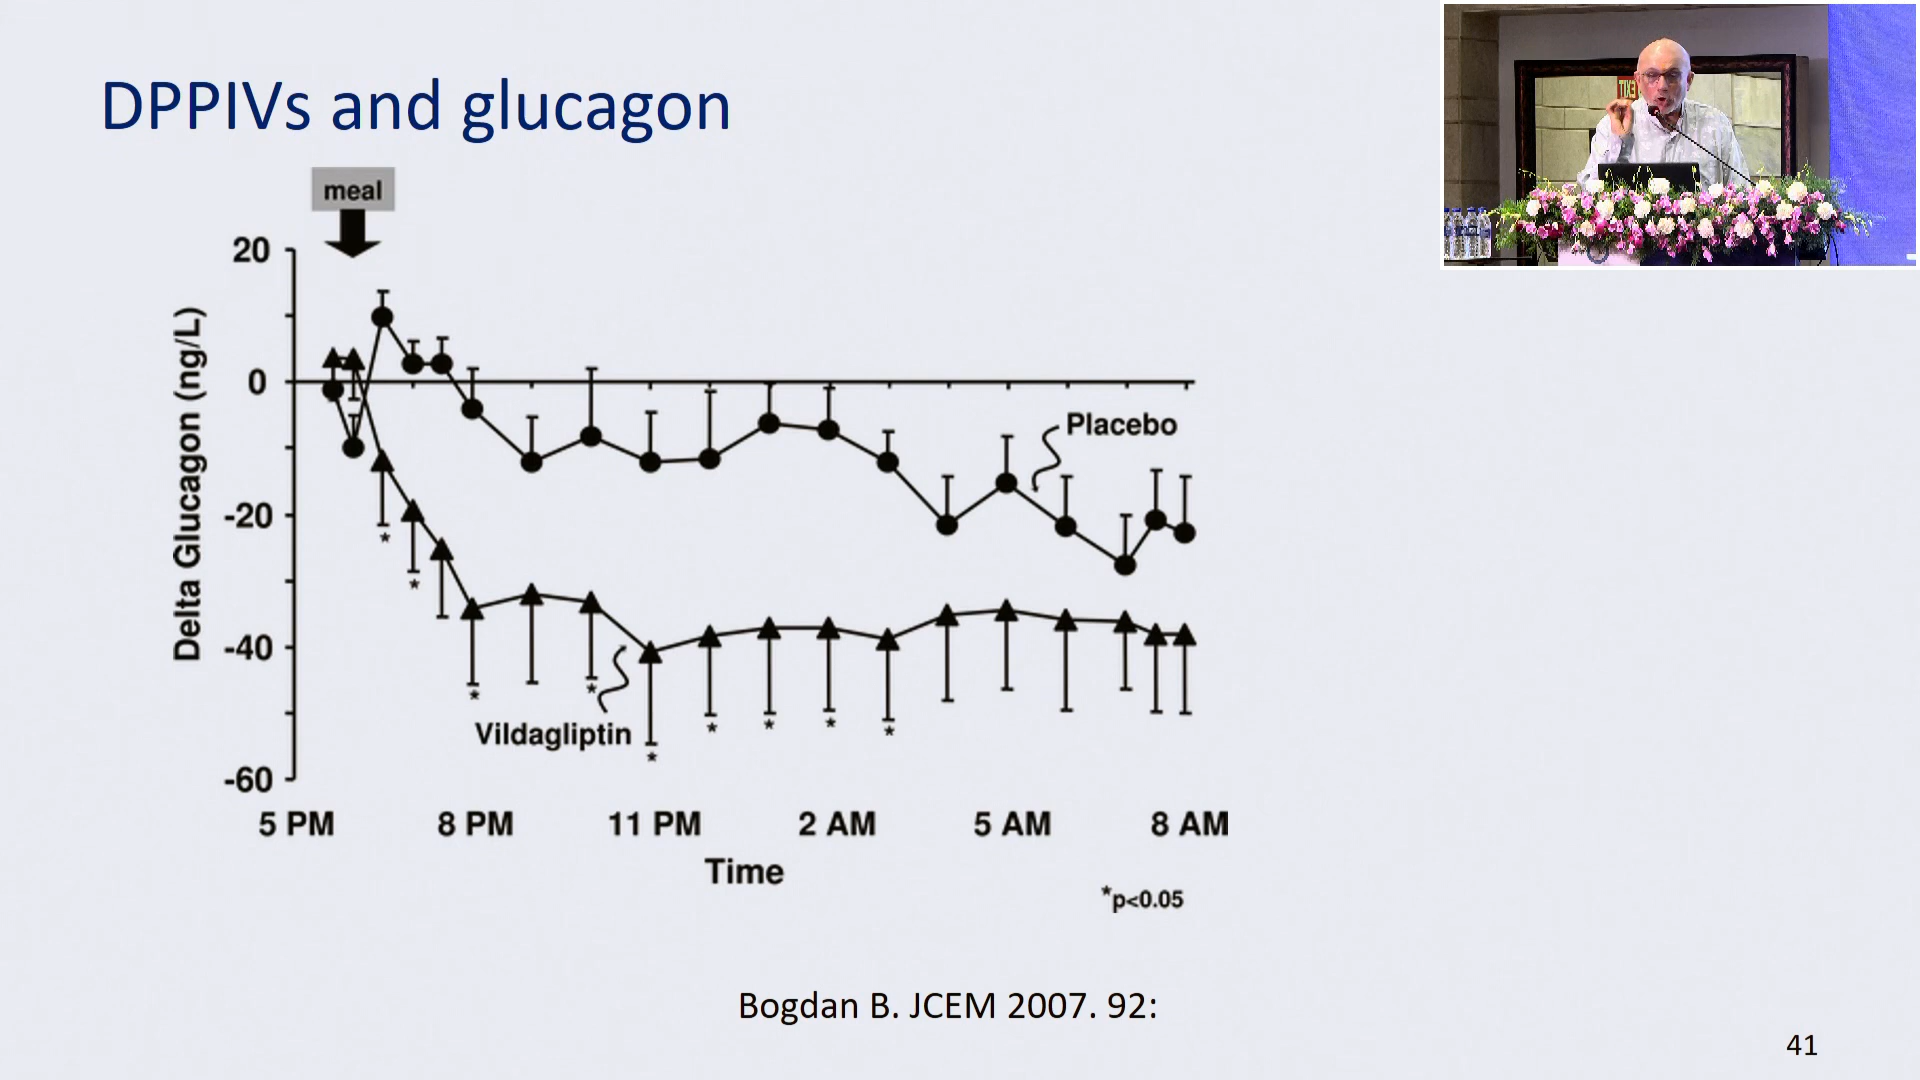 DPPIVs and glucagon
meal
20
0
-20
-40
-60
Delta Glucagon (ng/L)
Placebo
*
*
*
*
*
*
*
*
*
Vildagliptin
5 PM
8 PM
11 PM
2 AM
5 AM
8 AM
Time
*p<0.05
Bogdan B. JCEM 2007. 92:
41
EXIT